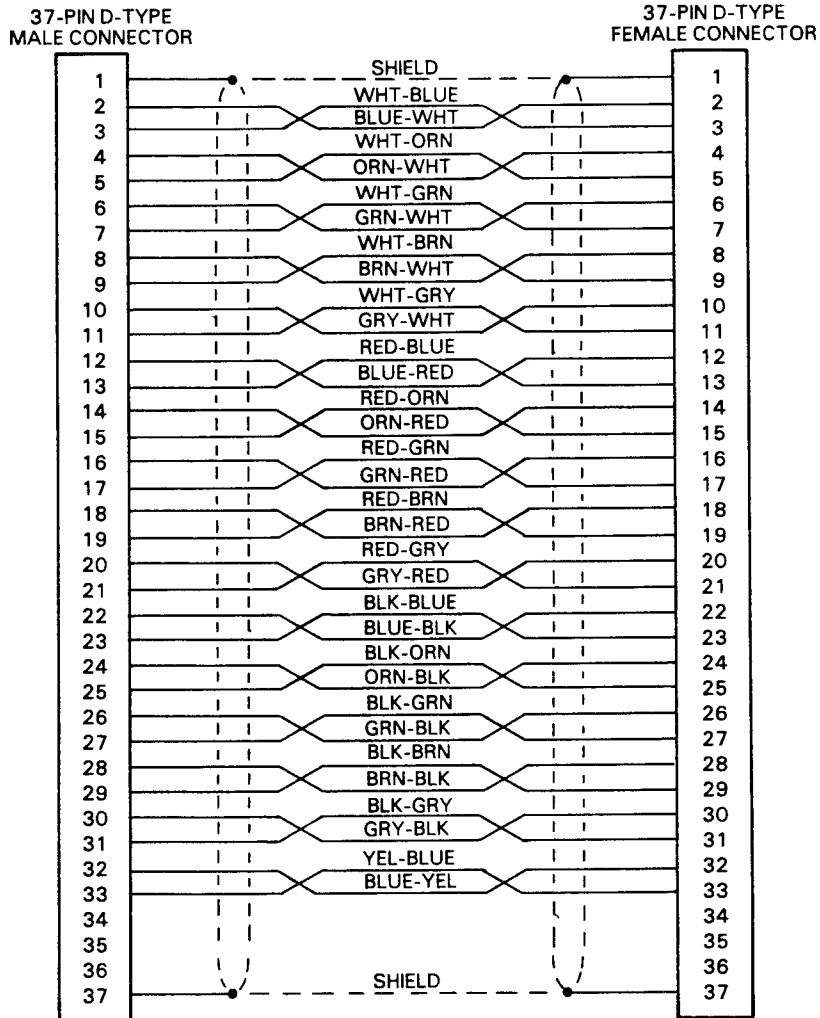 37-PIN D-TYPE
MALE CONNECTOR
37-PIN D-TYPE
FEMALE CONNECTOR
1 SHIELD 1
2 WHT-BLUE 2
3 BLUE-WHT 3
4 WHT-ORN 4
5 ORN-WHT 5
6 WHT-GRN 6
7 GRN-WHT 7
8 WHT-BRN 8
9 BRN-WHT 9
10 WHT-GRY 10
11 GRY-WHT 11
12 RED-BLUE 12
13 BLUE-RED 13
14 RED-ORN 14
15 ORN-RED 15
16 RED-GRN 16
17 GRN-RED 17
18 RED-BRN 18
19 BRN-RED 19
20 RED-GRY 20
21 GRY-RED 21
22 BLK-BLUE 22
23 BLUE-BLK 23
24 BLK-ORN 24
25 ORN-BLK 25
26 BLK-GRN 26
27 GRN-BLK 27
28 BLK-BRN 28
29 BRN-BLK 29
30 BLK-GRY 30
31 GRY-BLK 31
32 YEL-BLUE 32
33 BLUE-YEL 33
34 34
35 35
36 36
37 SHIELD 37